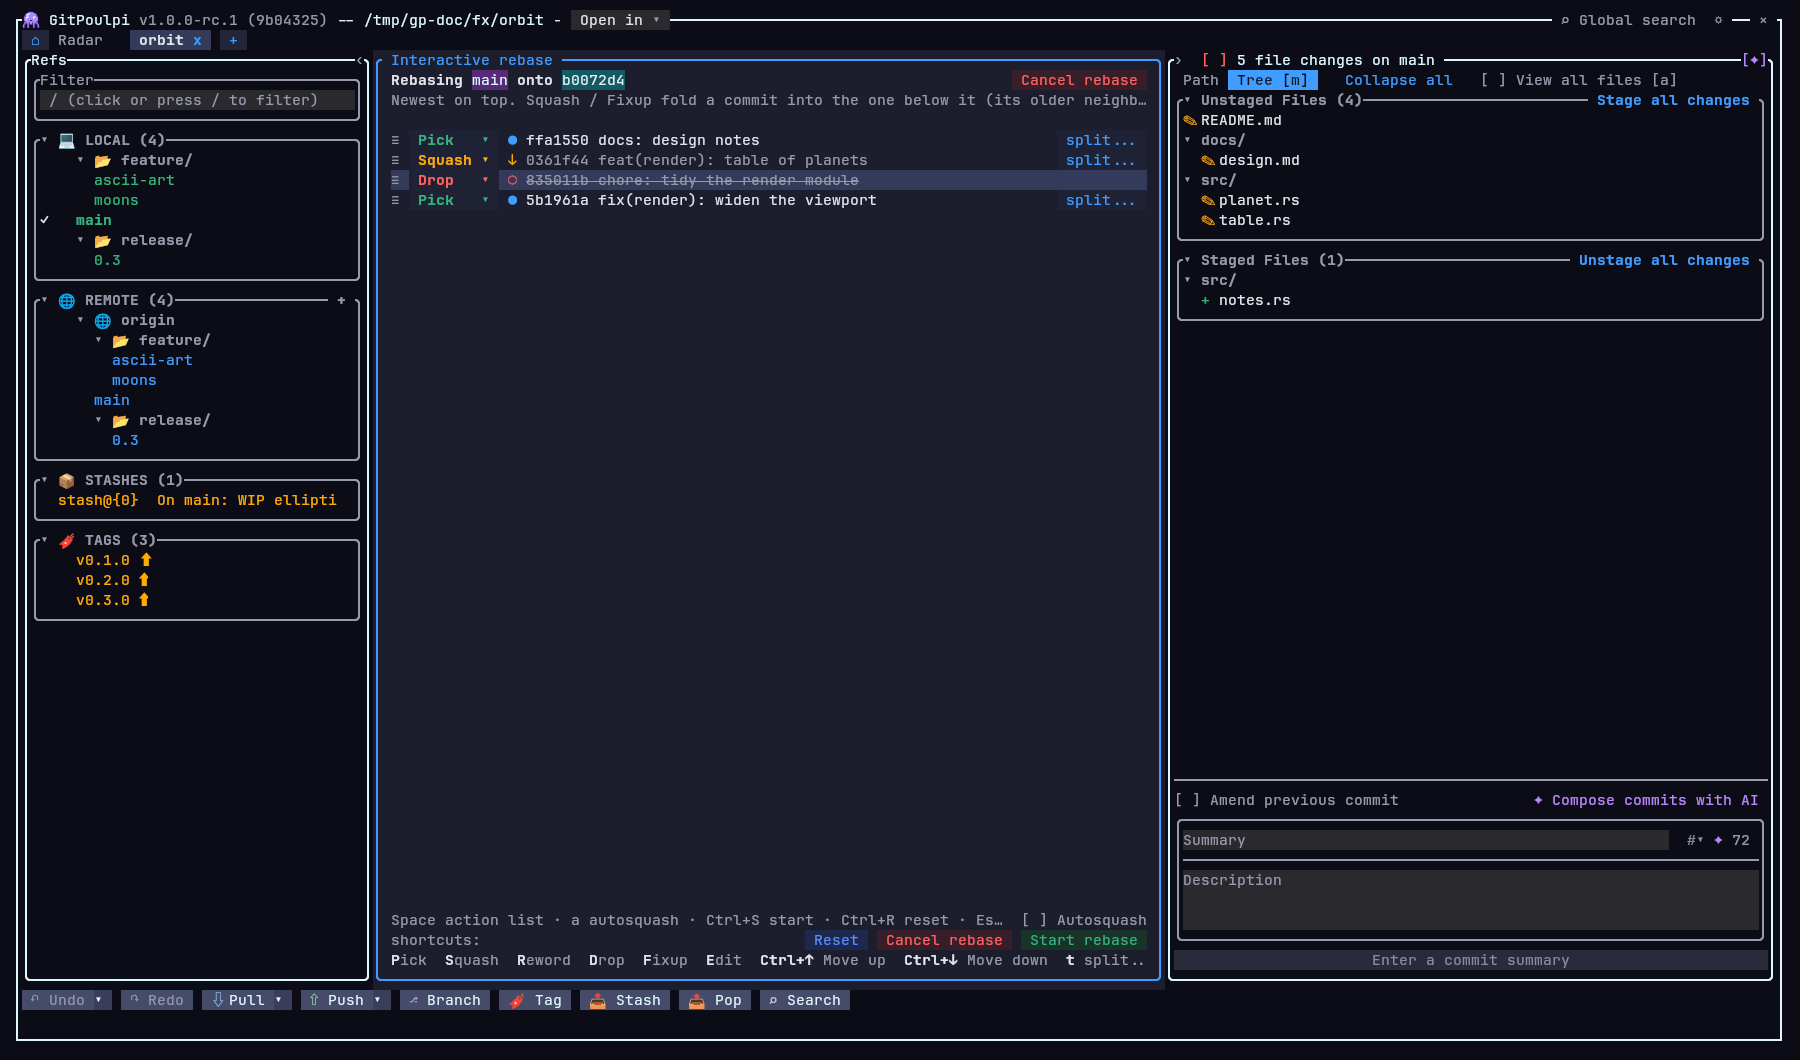 GitPoulpi v1.0.0-rc.1 (9b04325) —— /tmp/gp-doc/fx/orbit - Open in ▾ ⌕ Global search ⚙ ×
⌂ Radar orbit x +
Refs ‹
Filter
/ (click or press / to filter)
▾ 💻 LOCAL (4)
▾ 📂 feature/
ascii-art
moons
✓ main
▾ 📂 release/
0.3
▾ 🌐 REMOTE (4) +
▾ 🌐 origin
▾ 📂 feature/
ascii-art
moons
main
▾ 📂 release/
0.3
▾ 📦 STASHES (1)
stash@{0} On main: WIP ellipti
▾ 🔖 TAGS (3)
v0.1.0 ⬆
v0.2.0 ⬆
v0.3.0 ⬆
Interactive rebase
Rebasing main onto b0072d4 Cancel rebase
Newest on top. Squash / Fixup fold a commit into the one below it (its older neighb…
≡ Pick ▾ ● ffa1550 docs: design notes split...
≡ Squash ▾ ↓ 0361f44 feat(render): table of planets split...
≡ Drop ▾ ○ 835011b chore: tidy the render module
≡ Pick ▾ ● 5b1961a fix(render): widen the viewport split...
Space action list · a autosquash · Ctrl+S start · Ctrl+R reset · Es… [ ] Autosquash
shortcuts: Reset Cancel rebase Start rebase
Pick Squash Reword Drop Fixup Edit Ctrl+↑ Move up Ctrl+↓ Move down t split..
› [ ] 5 file changes on main [✦]
Path Tree [m] Collapse all [ ] View all files [a]
▾ Unstaged Files (4) Stage all changes
✎ README.md
▾ docs/
✎ design.md
▾ src/
✎ planet.rs
✎ table.rs
▾ Staged Files (1) Unstage all changes
▾ src/
+ notes.rs
[ ] Amend previous commit ✦ Compose commits with AI
Summary #▾ ✦ 72
Description
Enter a commit summary
↶ Undo ▾ ↷ Redo ⇩ Pull ▾ ⇧ Push ▾ ⎇ Branch 🔖 Tag 📥 Stash 📤 Pop ⌕ Search